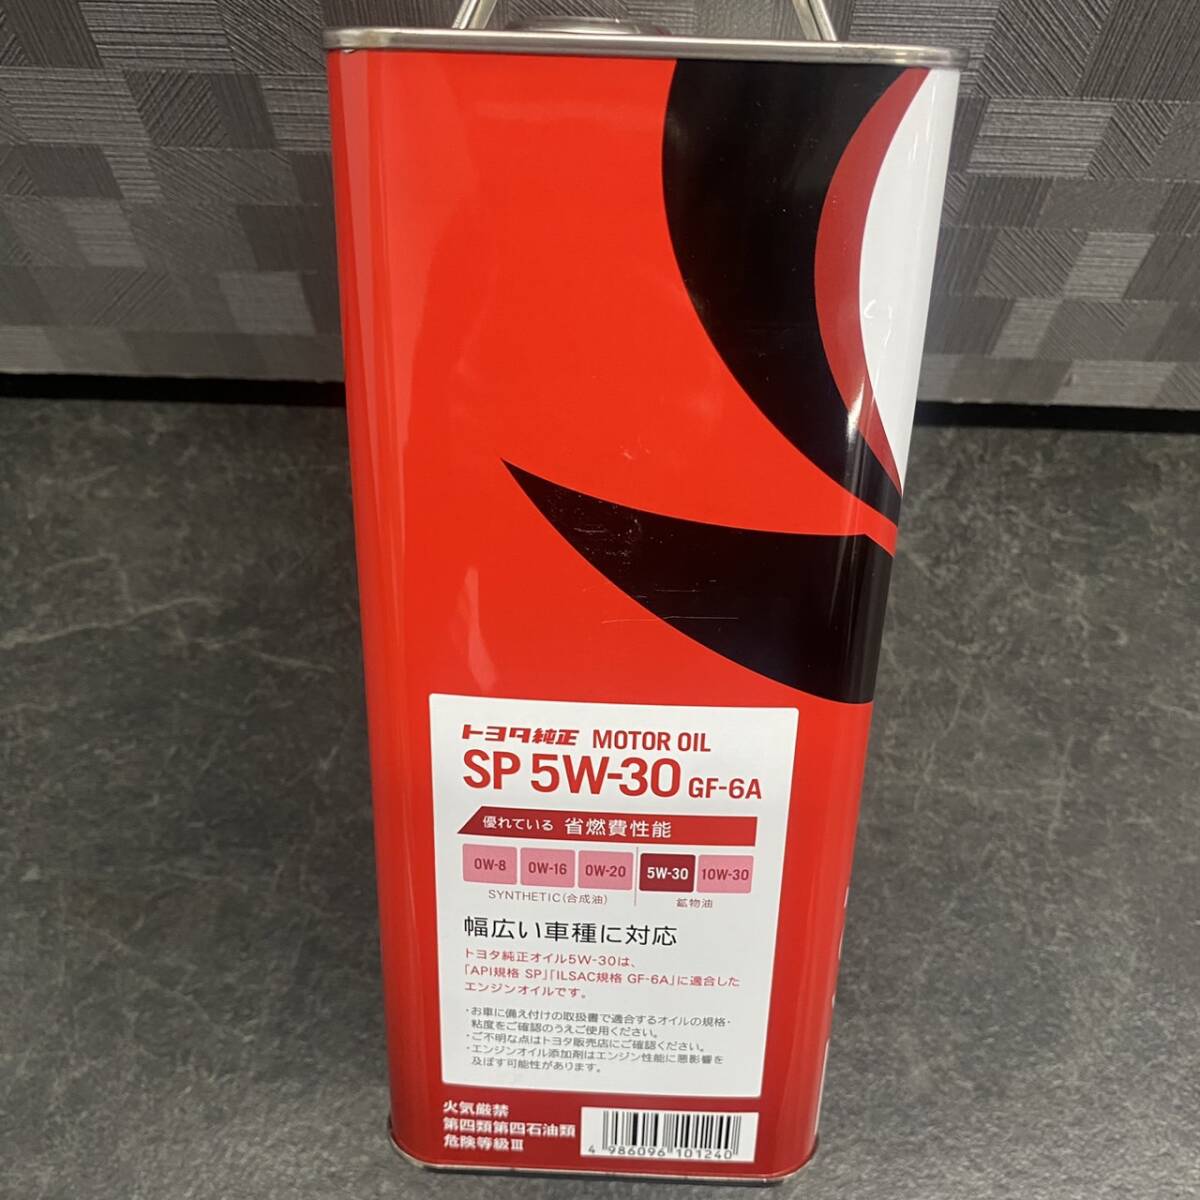 トヨタ純正 MOTOR OIL
SP 5W-30 GF-6A
優れている 省燃費性能
0W-8 0W-16 0W-20 5W-30 10W-30
SYNTHETIC(合成油) 鉱物油
幅広い車種に対応
トヨタ純正オイル5W-30は、
「API規格 SP」「ILSAC規格 GF-6A」に適合した
エンジンオイルです。
・お車に備え付けの取扱書で適合するオイルの規格・
粘度をご確認のうえご使用ください。
・ご不明な点はトヨタ販売店にご確認ください。
・エンジンオイル添加剤はエンジン性能に悪影響を
及ぼす可能性があります。
火気厳禁
第四類第四石油類
危険等級Ⅲ
4 986096 101240